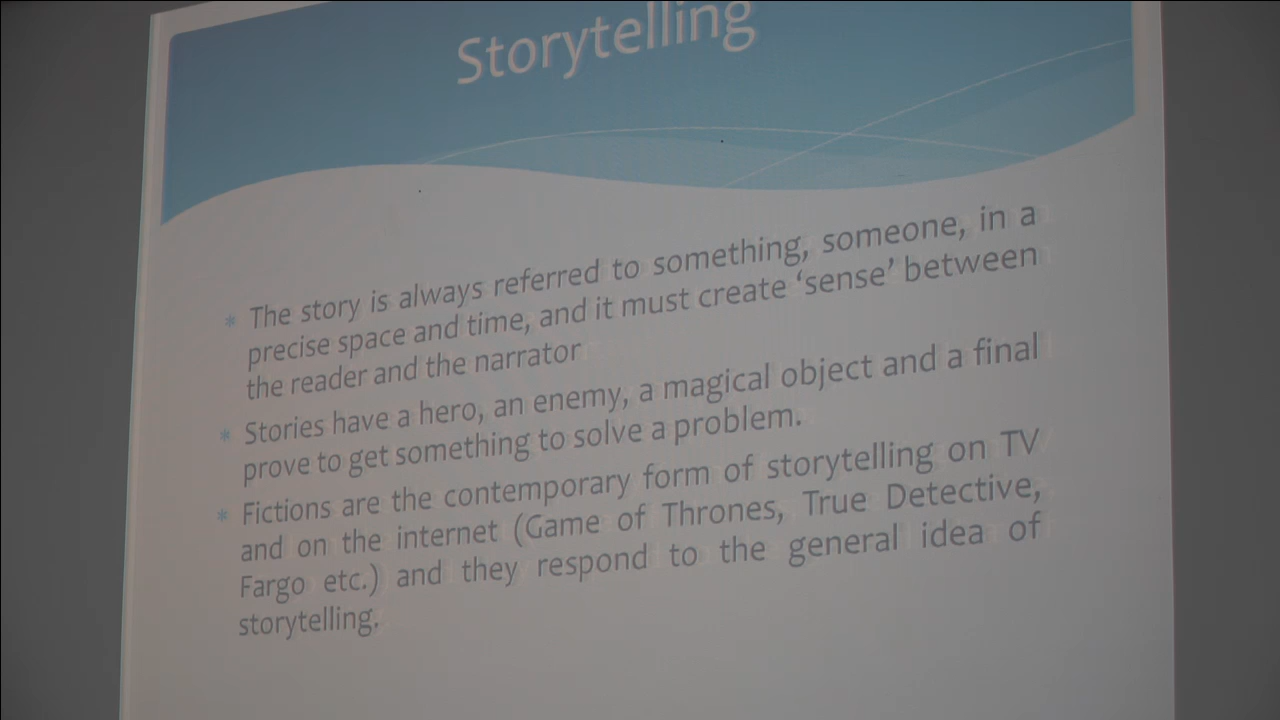 Storytelling
* The story is always referred to something, someone, in a
precise space and time, and it must create ‘sense’ between
the reader and the narrator
* Stories have a hero, an enemy, a magical object and a final
prove to get something to solve a problem.
* Fictions are the contemporary form of storytelling on TV
and on the internet (Game of Thrones, True Detective,
Fargo etc.) and they respond to the general idea of
storytelling.